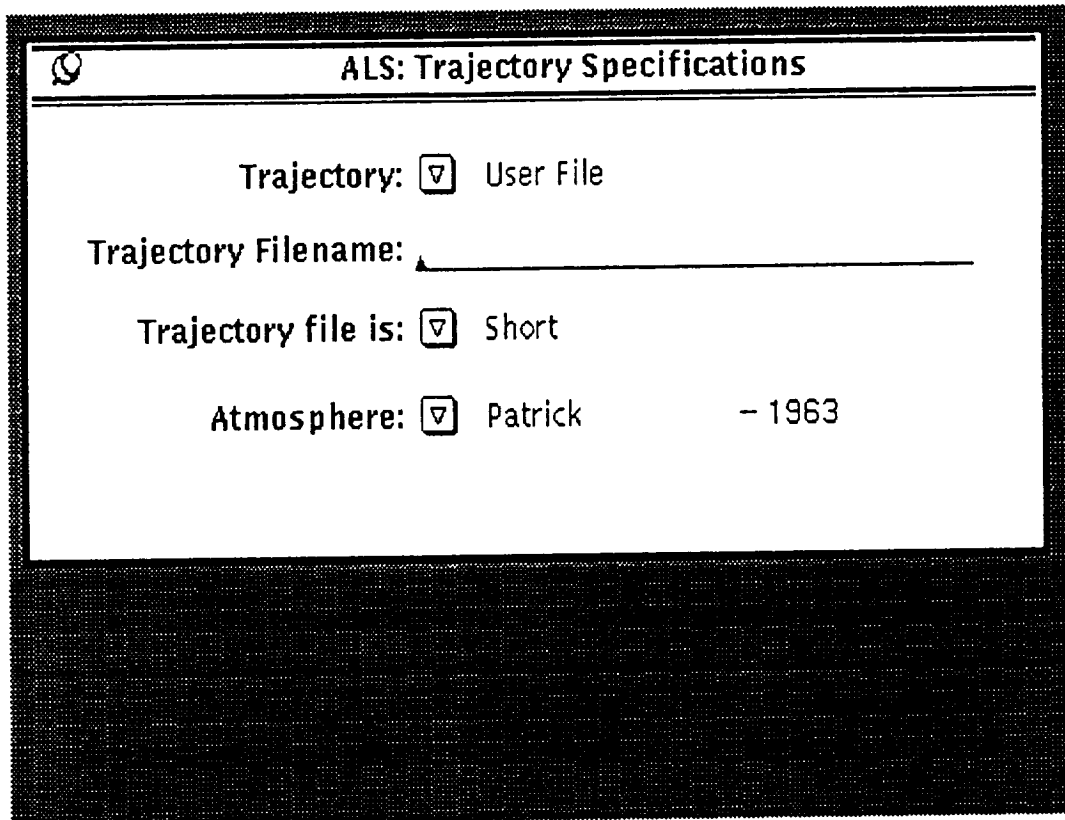 ALS: Trajectory Specifications
Trajectory: User File
Trajectory Filename:
Trajectory file is: Short
Atmosphere: Patrick - 1963